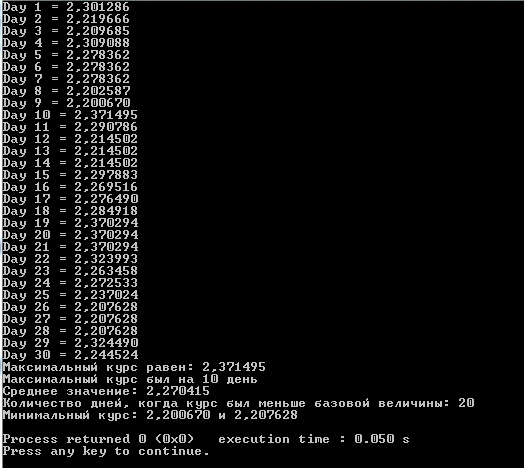 Day 1 = 2,301286
Day 2 = 2,219666
Day 3 = 2,209685
Day 4 = 2,309088
Day 5 = 2,278362
Day 6 = 2,278362
Day 7 = 2,278362
Day 8 = 2,202587
Day 9 = 2,200670
Day 10 = 2,371495
Day 11 = 2,290786
Day 12 = 2,214502
Day 13 = 2,214502
Day 14 = 2,214502
Day 15 = 2,297883
Day 16 = 2,269516
Day 17 = 2,276490
Day 18 = 2,284918
Day 19 = 2,370294
Day 20 = 2,370294
Day 21 = 2,370294
Day 22 = 2,323993
Day 23 = 2,263458
Day 24 = 2,272533
Day 25 = 2,237024
Day 26 = 2,207628
Day 27 = 2,207628
Day 28 = 2,207628
Day 29 = 2,324490
Day 30 = 2,244524
Максимальный курс равен: 2,371495
Максимальный курс был на 10 день
Среднее значение: 2,270415
Количество дней, когда курс был меньше базовой величины: 20
Минимальный курс: 2,200670 и 2,207628
Process returned 0 (0x0)   execution time : 0.050 s
Press any key to continue.